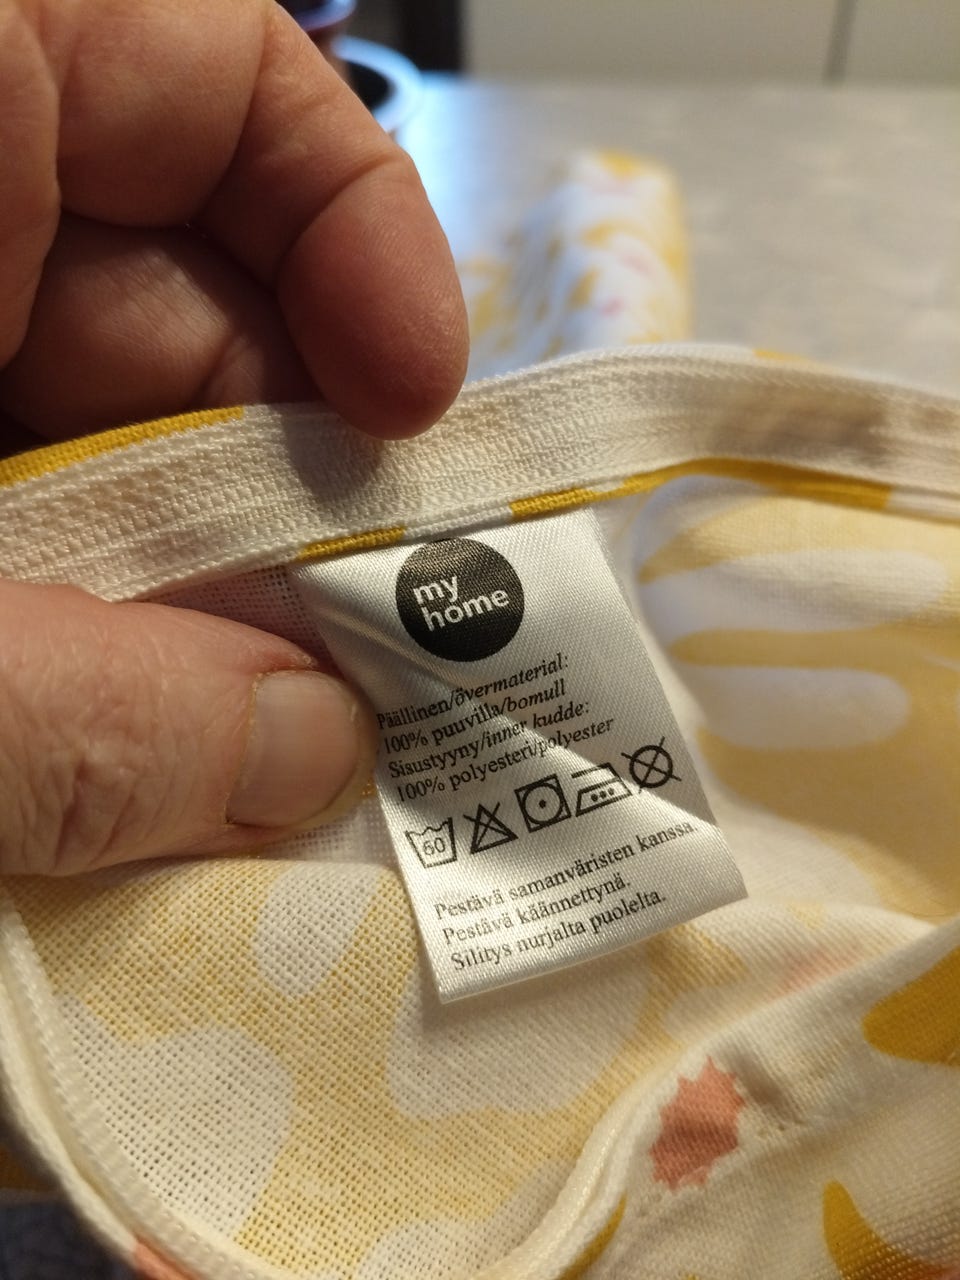 my
home
Päällinen/övermaterial:
100% puuvilla/bomull
Sisustyyny/inner kudde:
100% polyesteri/polyester
60
Pestävä samanväristen kanssa.
Pestävä käännettynä.
Silitys nurjalta puolelta.